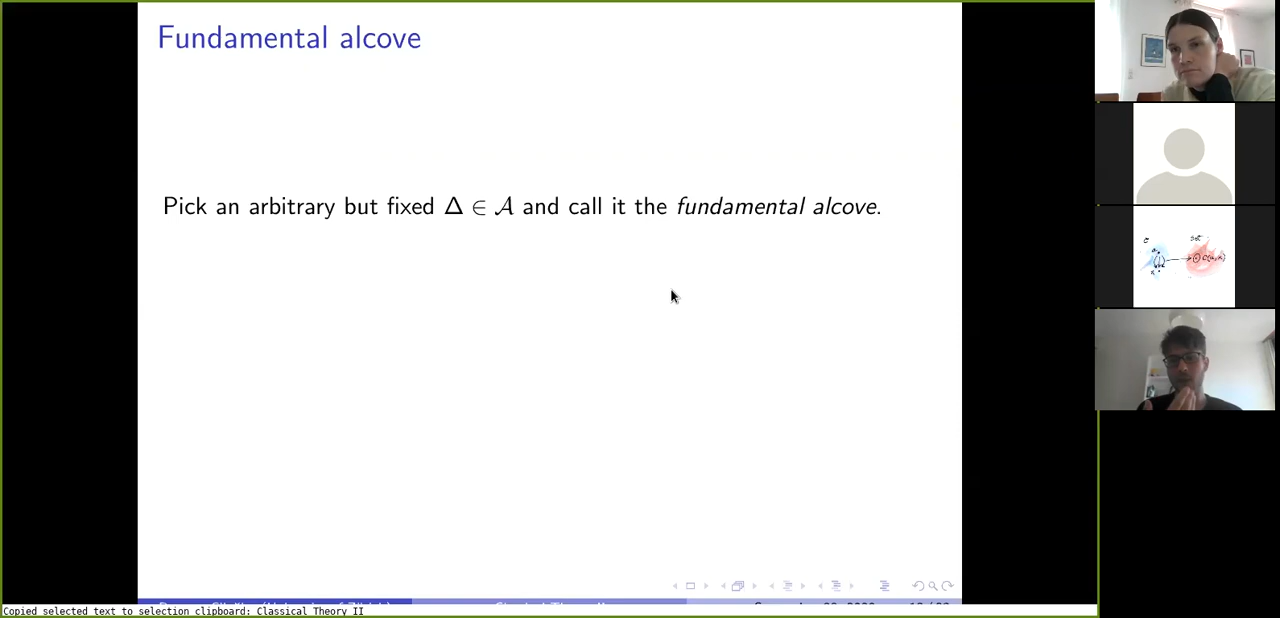 Fundamental alcove
Pick an arbitrary but fixed Δ ∈ 𝒜 and call it the fundamental alcove.
Copied selected text to selection clipboard: Classical Theory II